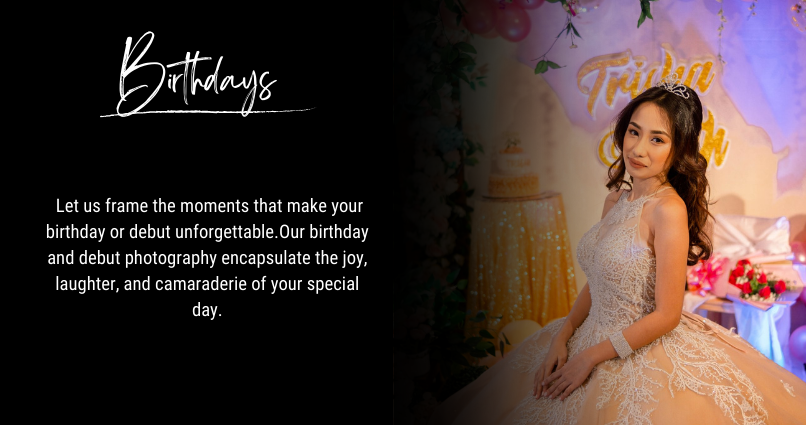 Birthdays
Let us frame the moments that make your
birthday or debut unforgettable.Our birthday
and debut photography encapsulate the joy,
laughter, and camaraderie of your special
day.